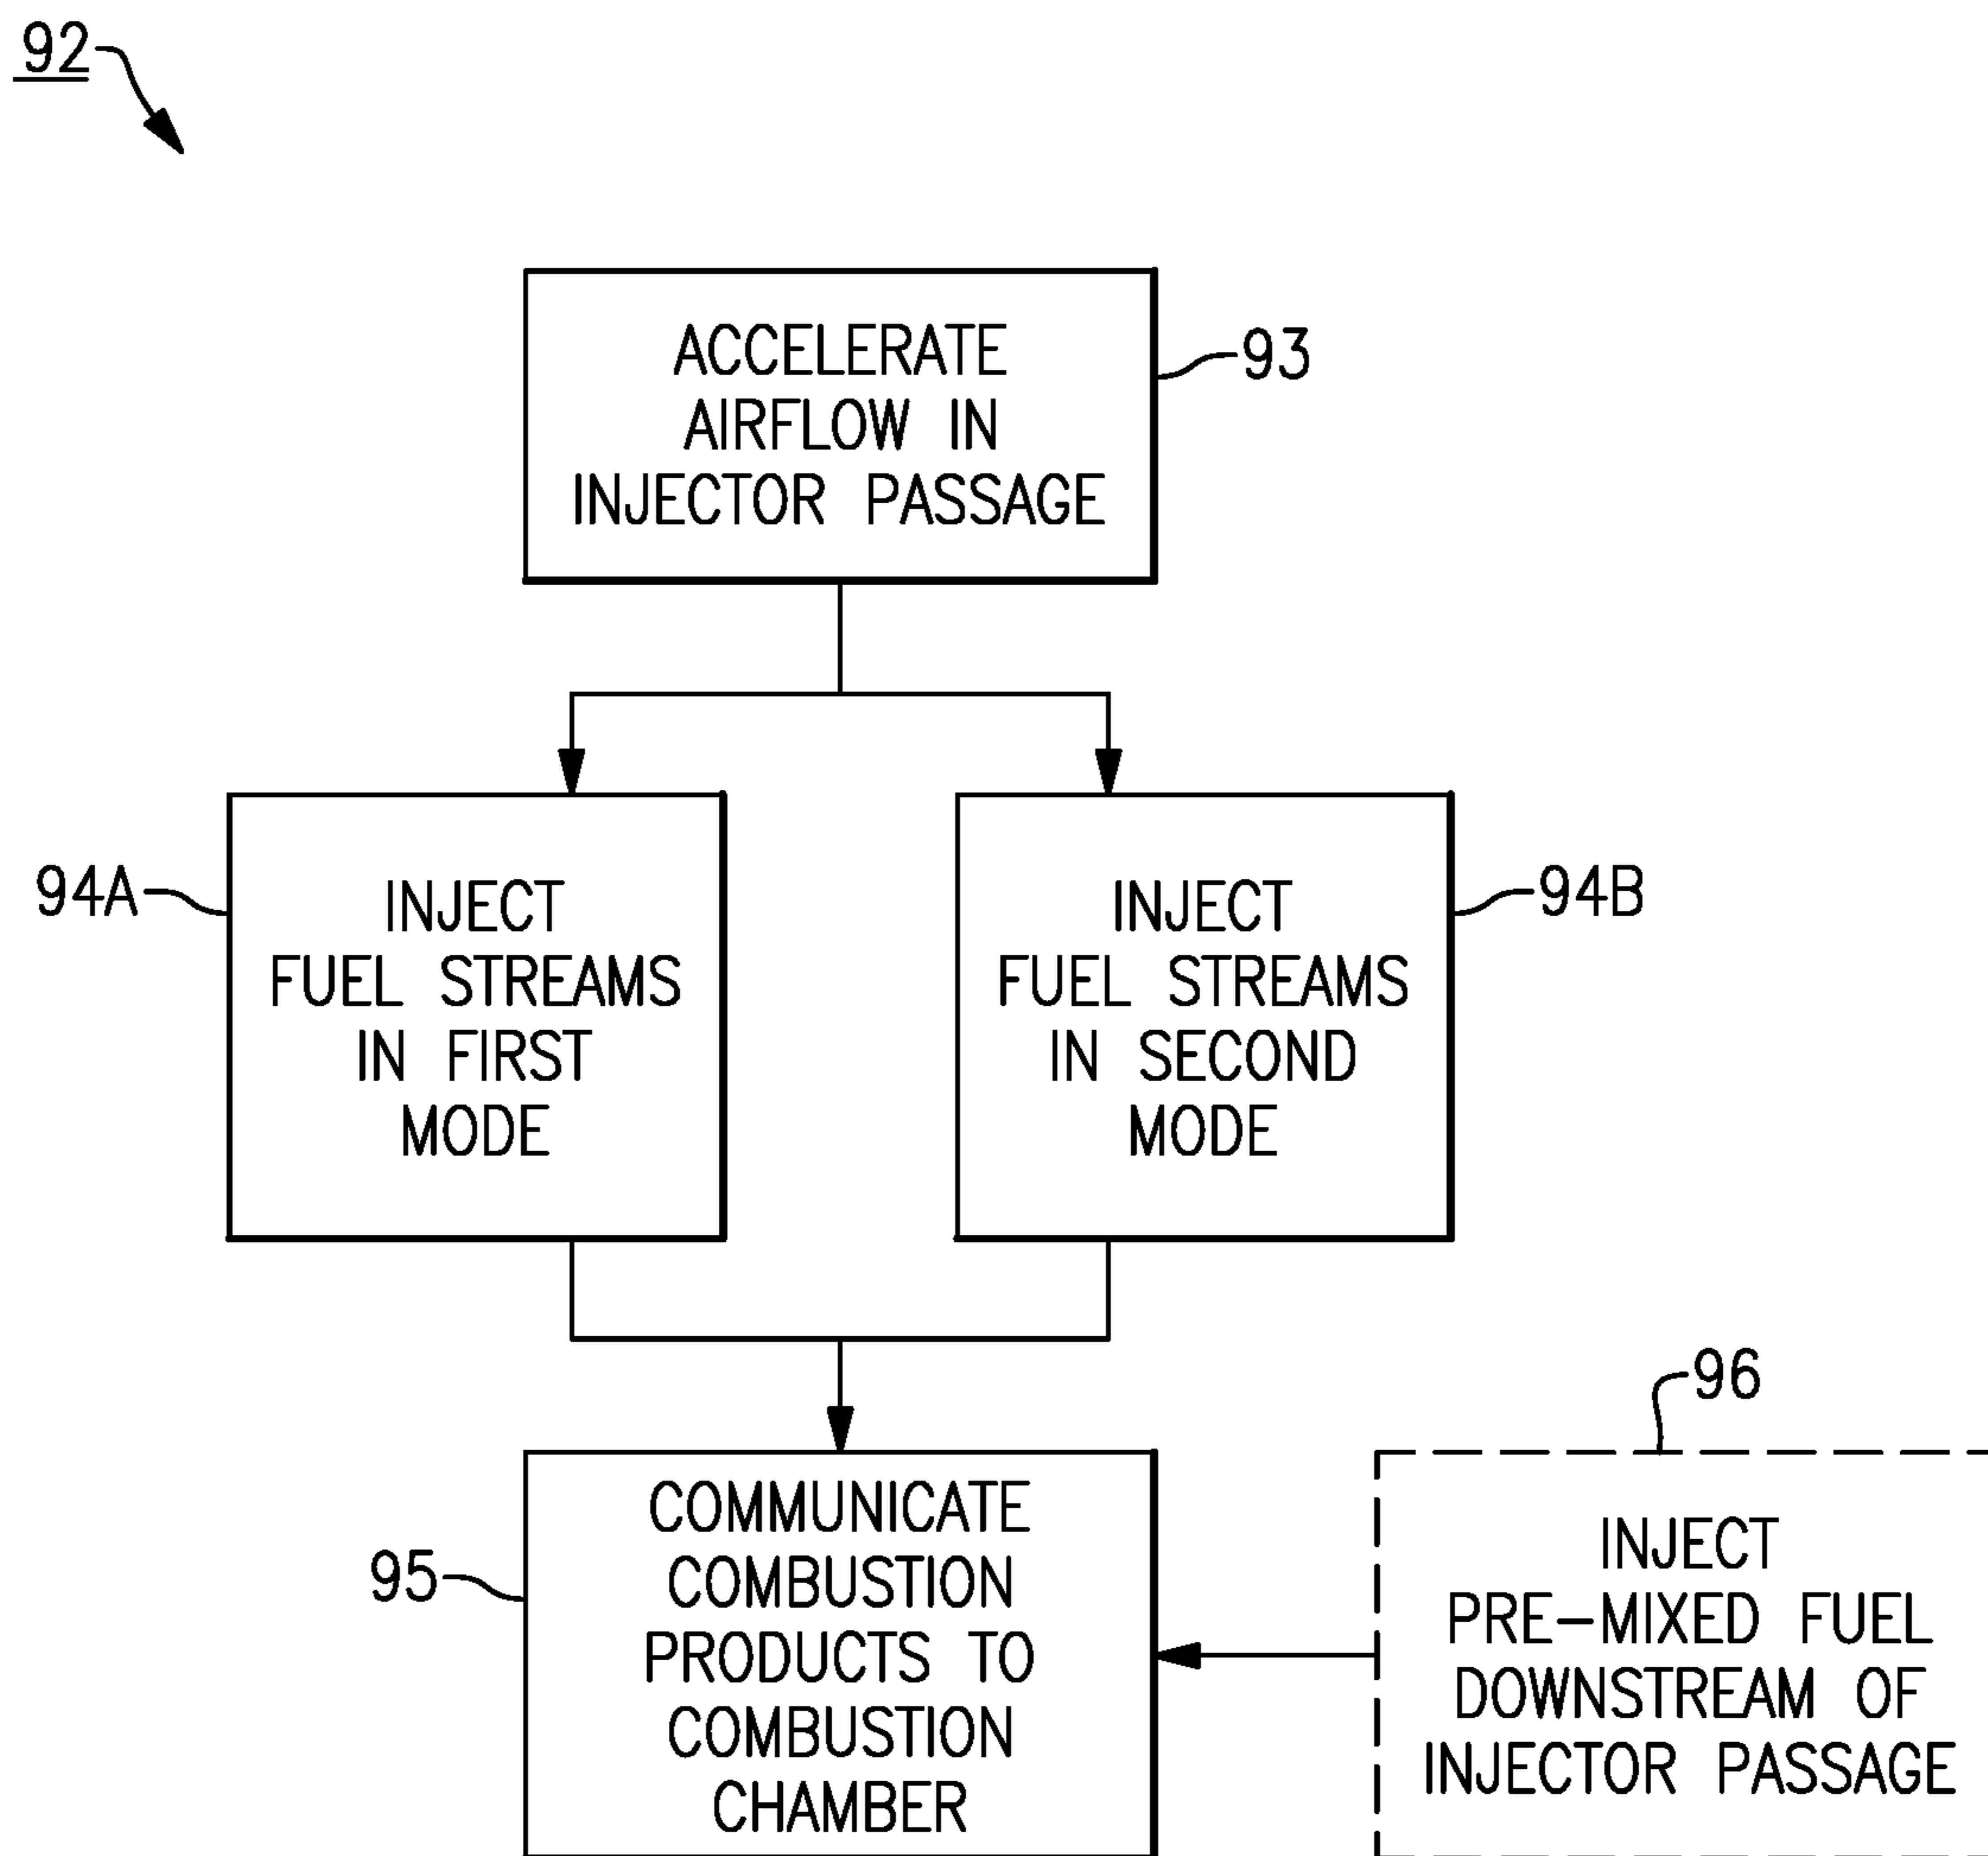 92
ACCELERATE
AIRFLOW IN
INJECTOR PASSAGE
93
94A
INJECT
FUEL STREAMS
IN FIRST
MODE
INJECT
FUEL STREAMS
IN SECOND
MODE
94B
95
COMMUNICATE
COMBUSTION
PRODUCTS TO
COMBUSTION
CHAMBER
96
INJECT
PRE-MIXED FUEL
DOWNSTREAM OF
INJECTOR PASSAGE